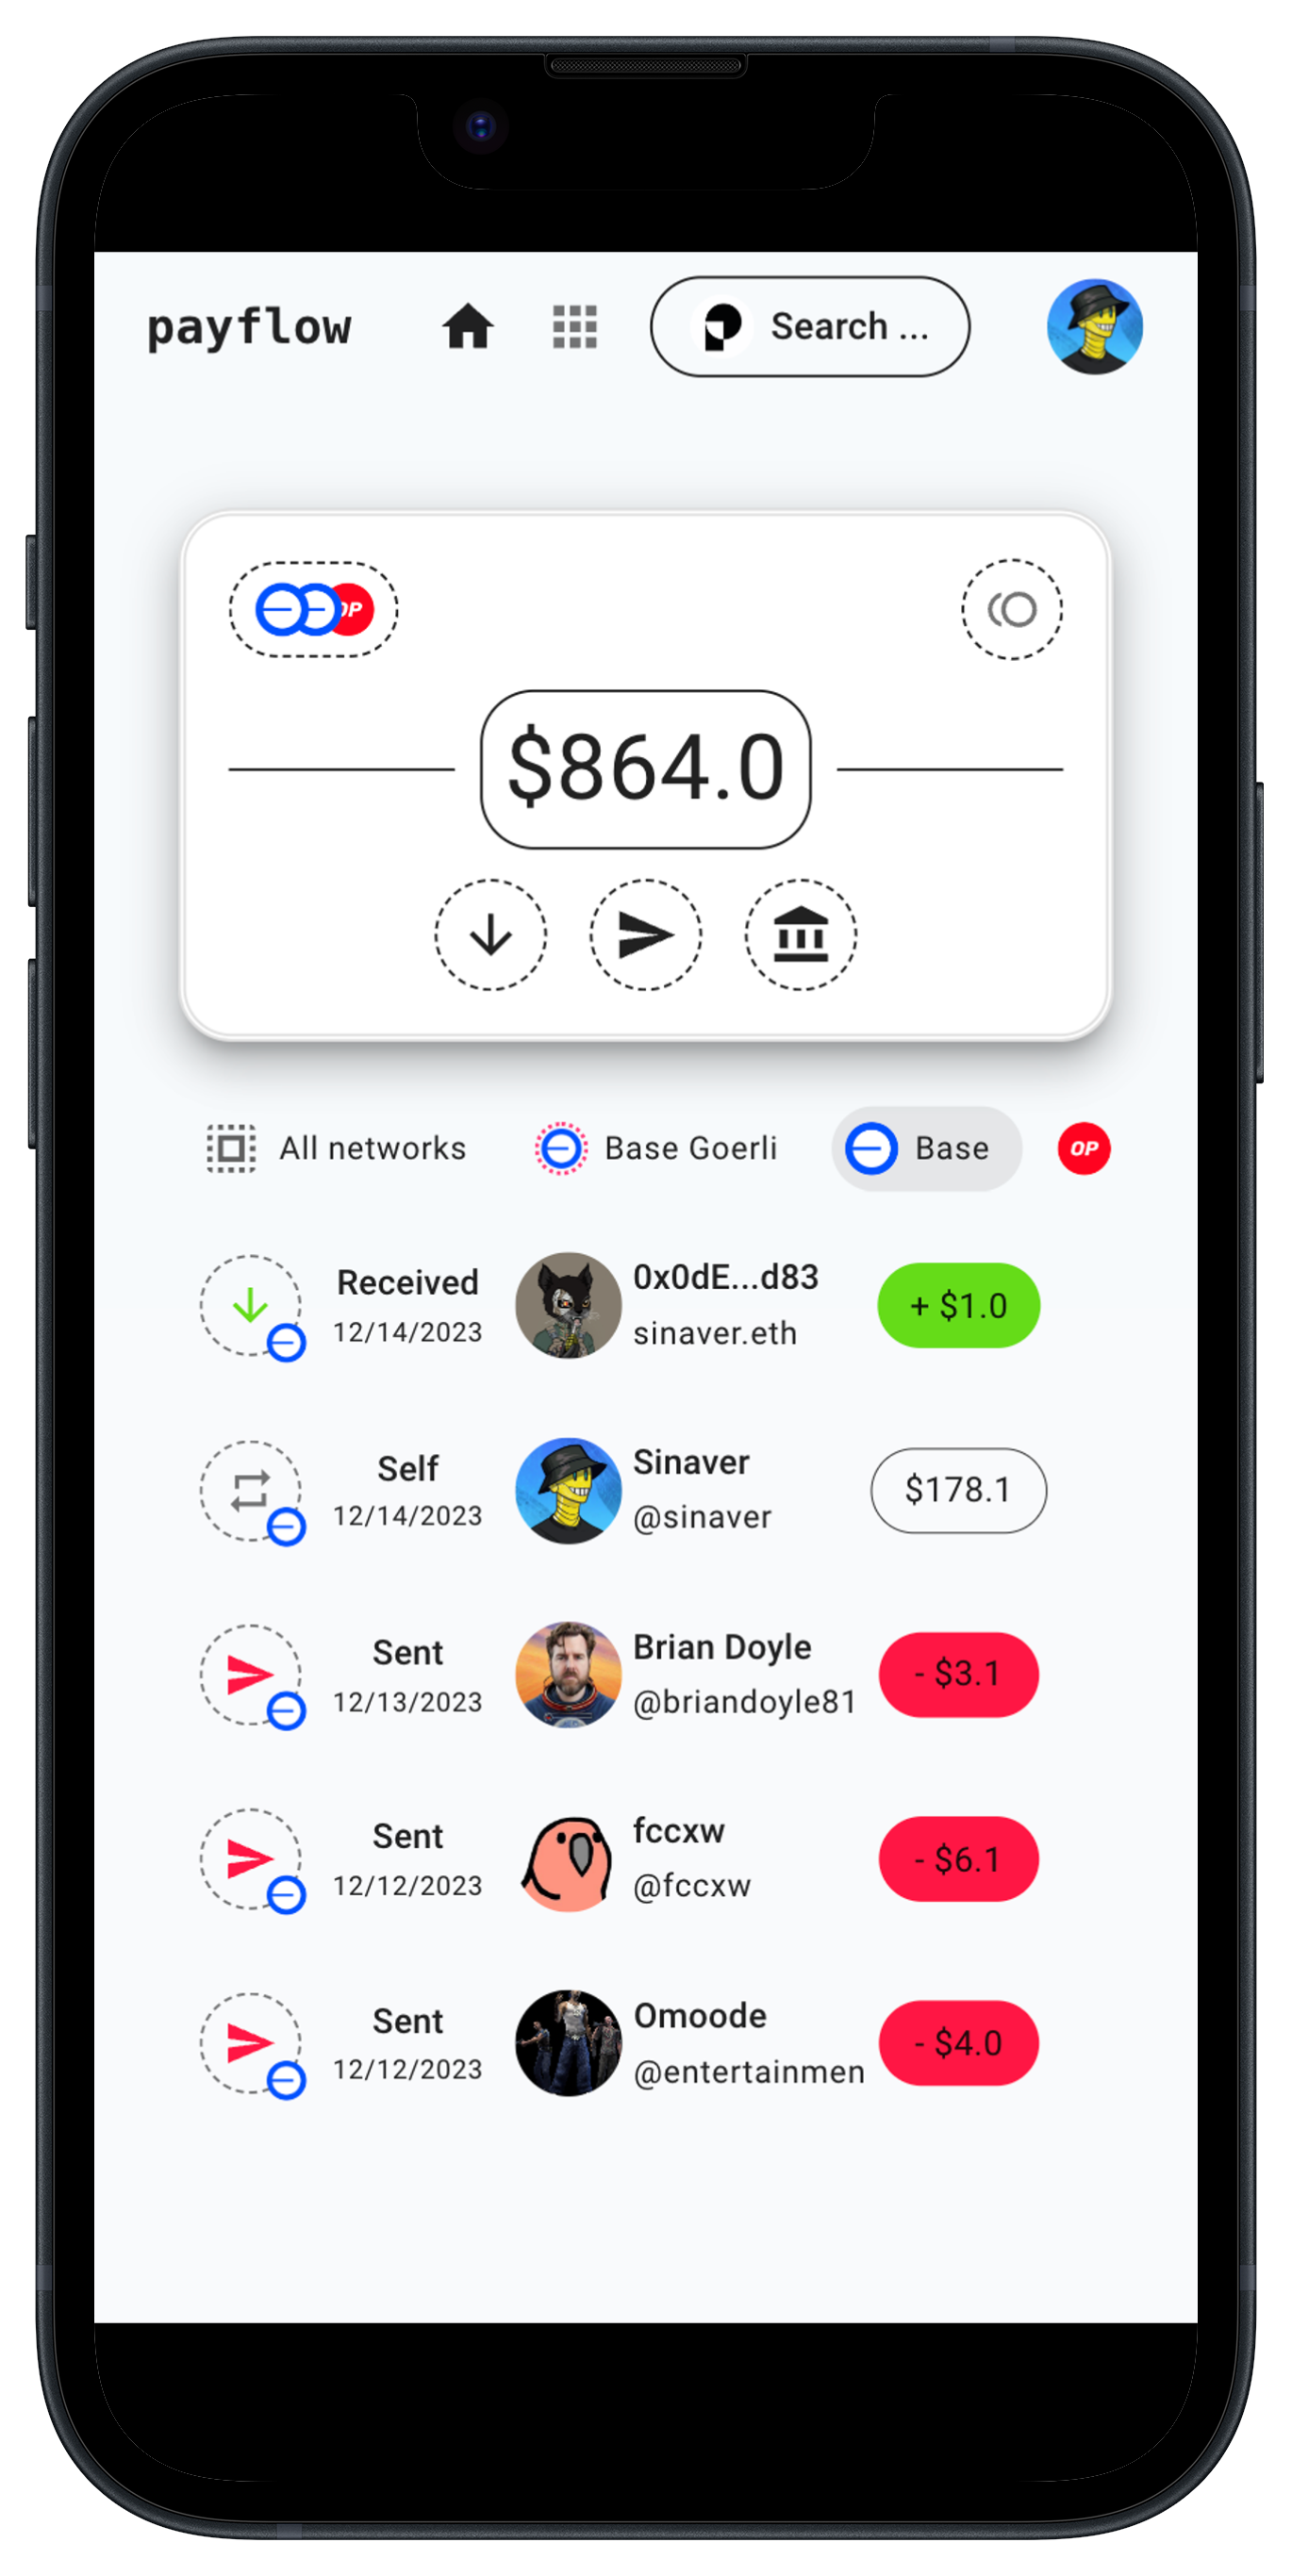 payflow
Search ...
OP
$864.0
All networks
Base Goerli
Base
OP
Received
12/14/2023
0x0dE...d83
sinaver.eth
+ $1.0
Self
12/14/2023
Sinaver
@sinaver
$178.1
Sent
12/13/2023
Brian Doyle
@briandoyle81
- $3.1
Sent
12/12/2023
fccxw
@fccxw
- $6.1
Sent
12/12/2023
Omoode
@entertainmen
- $4.0